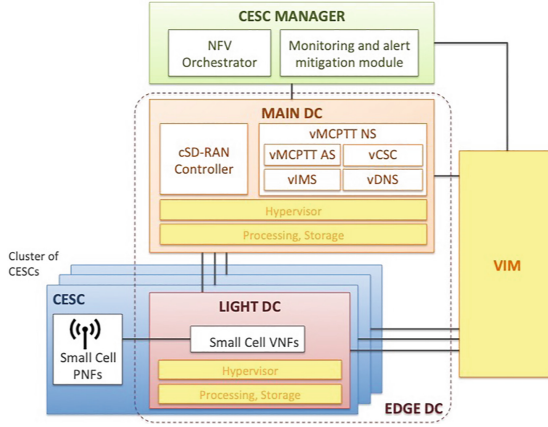 CESC MANAGER
NFV
Orchestrator
Monitoring and alert
mitigation module
MAIN DC
cSD-RAN
Controller
vMCPTT NS
vMCPTT AS
vCSC
vIMS
vDNS
Hypervisor
Processing, Storage
VIM
Cluster of
CESCs
CESC
LIGHT DC
Small Cell
PNFs
Small Cell VNFs
Hypervisor
Processing, Storage
EDGE DC